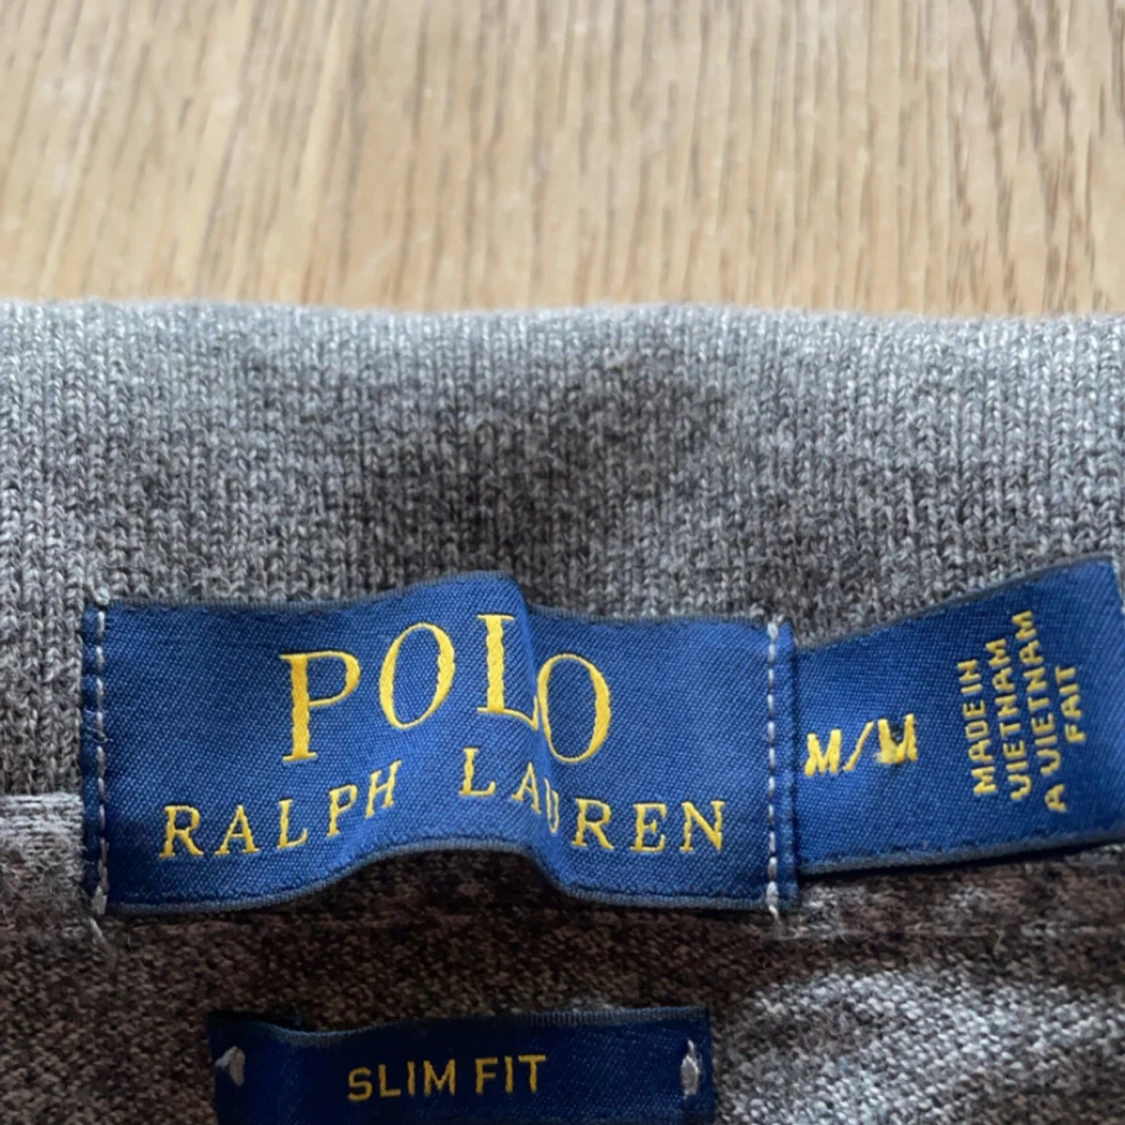 POLO
RALPH LAUREN
M/M
MADE IN
VIETNAM
A VIETNAM
FAIT
SLIM FIT